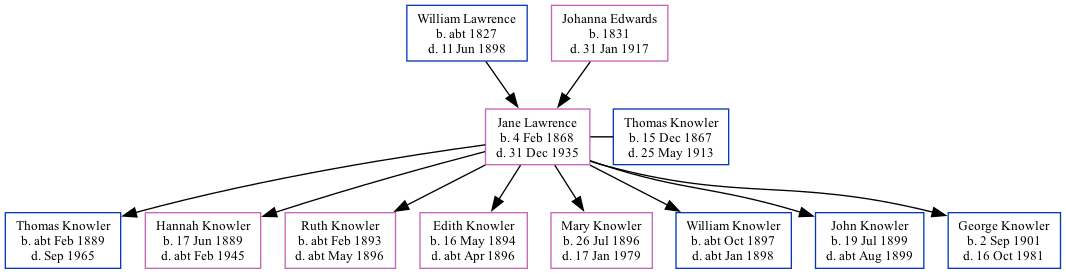 William Lawrence
b. abt 1827
d. 11 Jun 1898
Johanna Edwards
b. 1831
d. 31 Jan 1917
Jane Lawrence
b. 4 Feb 1868
d. 31 Dec 1935
Thomas Knowler
b. 15 Dec 1867
d. 25 May 1913
Thomas Knowler
b. abt Feb 1889
d. Sep 1965
Hannah Knowler
b. 17 Jun 1889
d. abt Feb 1945
Ruth Knowler
b. abt Feb 1893
d. abt May 1896
Edith Knowler
b. 16 May 1894
d. abt Apr 1896
Mary Knowler
b. 26 Jul 1896
d. 17 Jan 1979
William Knowler
b. abt Oct 1897
d. abt Jan 1898
John Knowler
b. 19 Jul 1899
d. abt Aug 1899
George Knowler
b. 2 Sep 1901
d. 16 Oct 1981